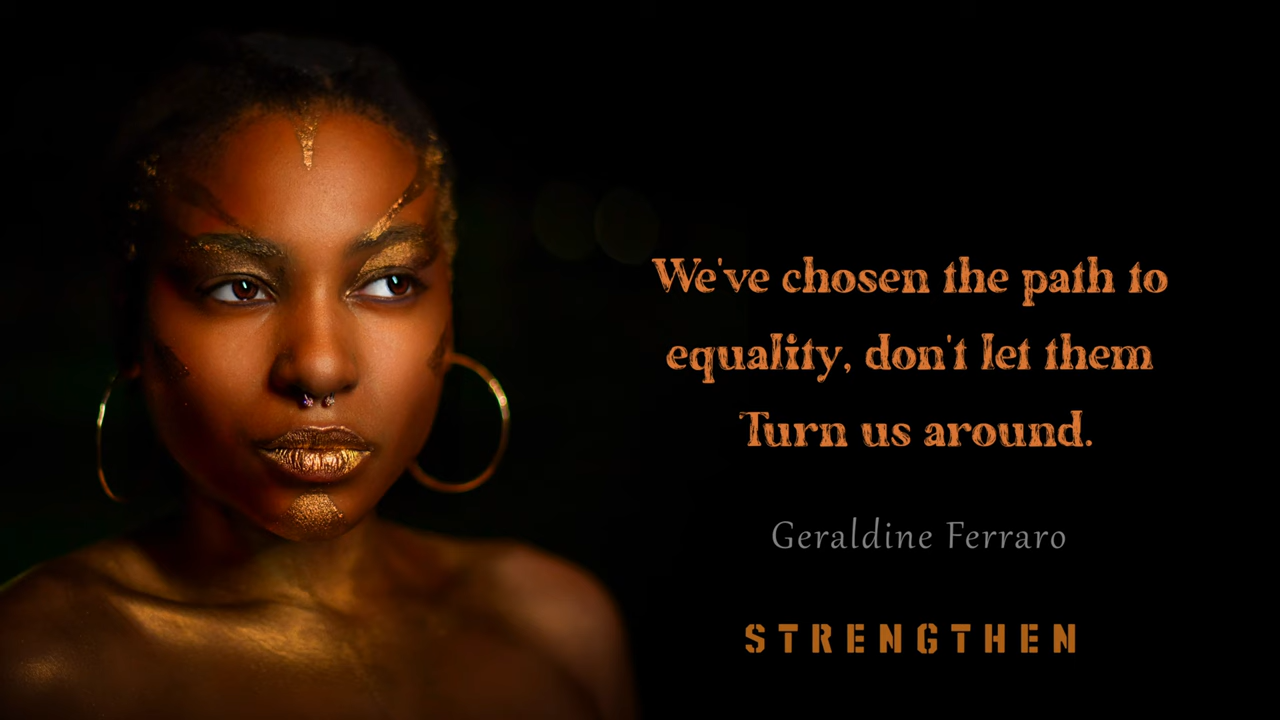 We've chosen the path to
equality, don't let them
Turn us around.
Geraldine Ferraro
STRENGTHEN